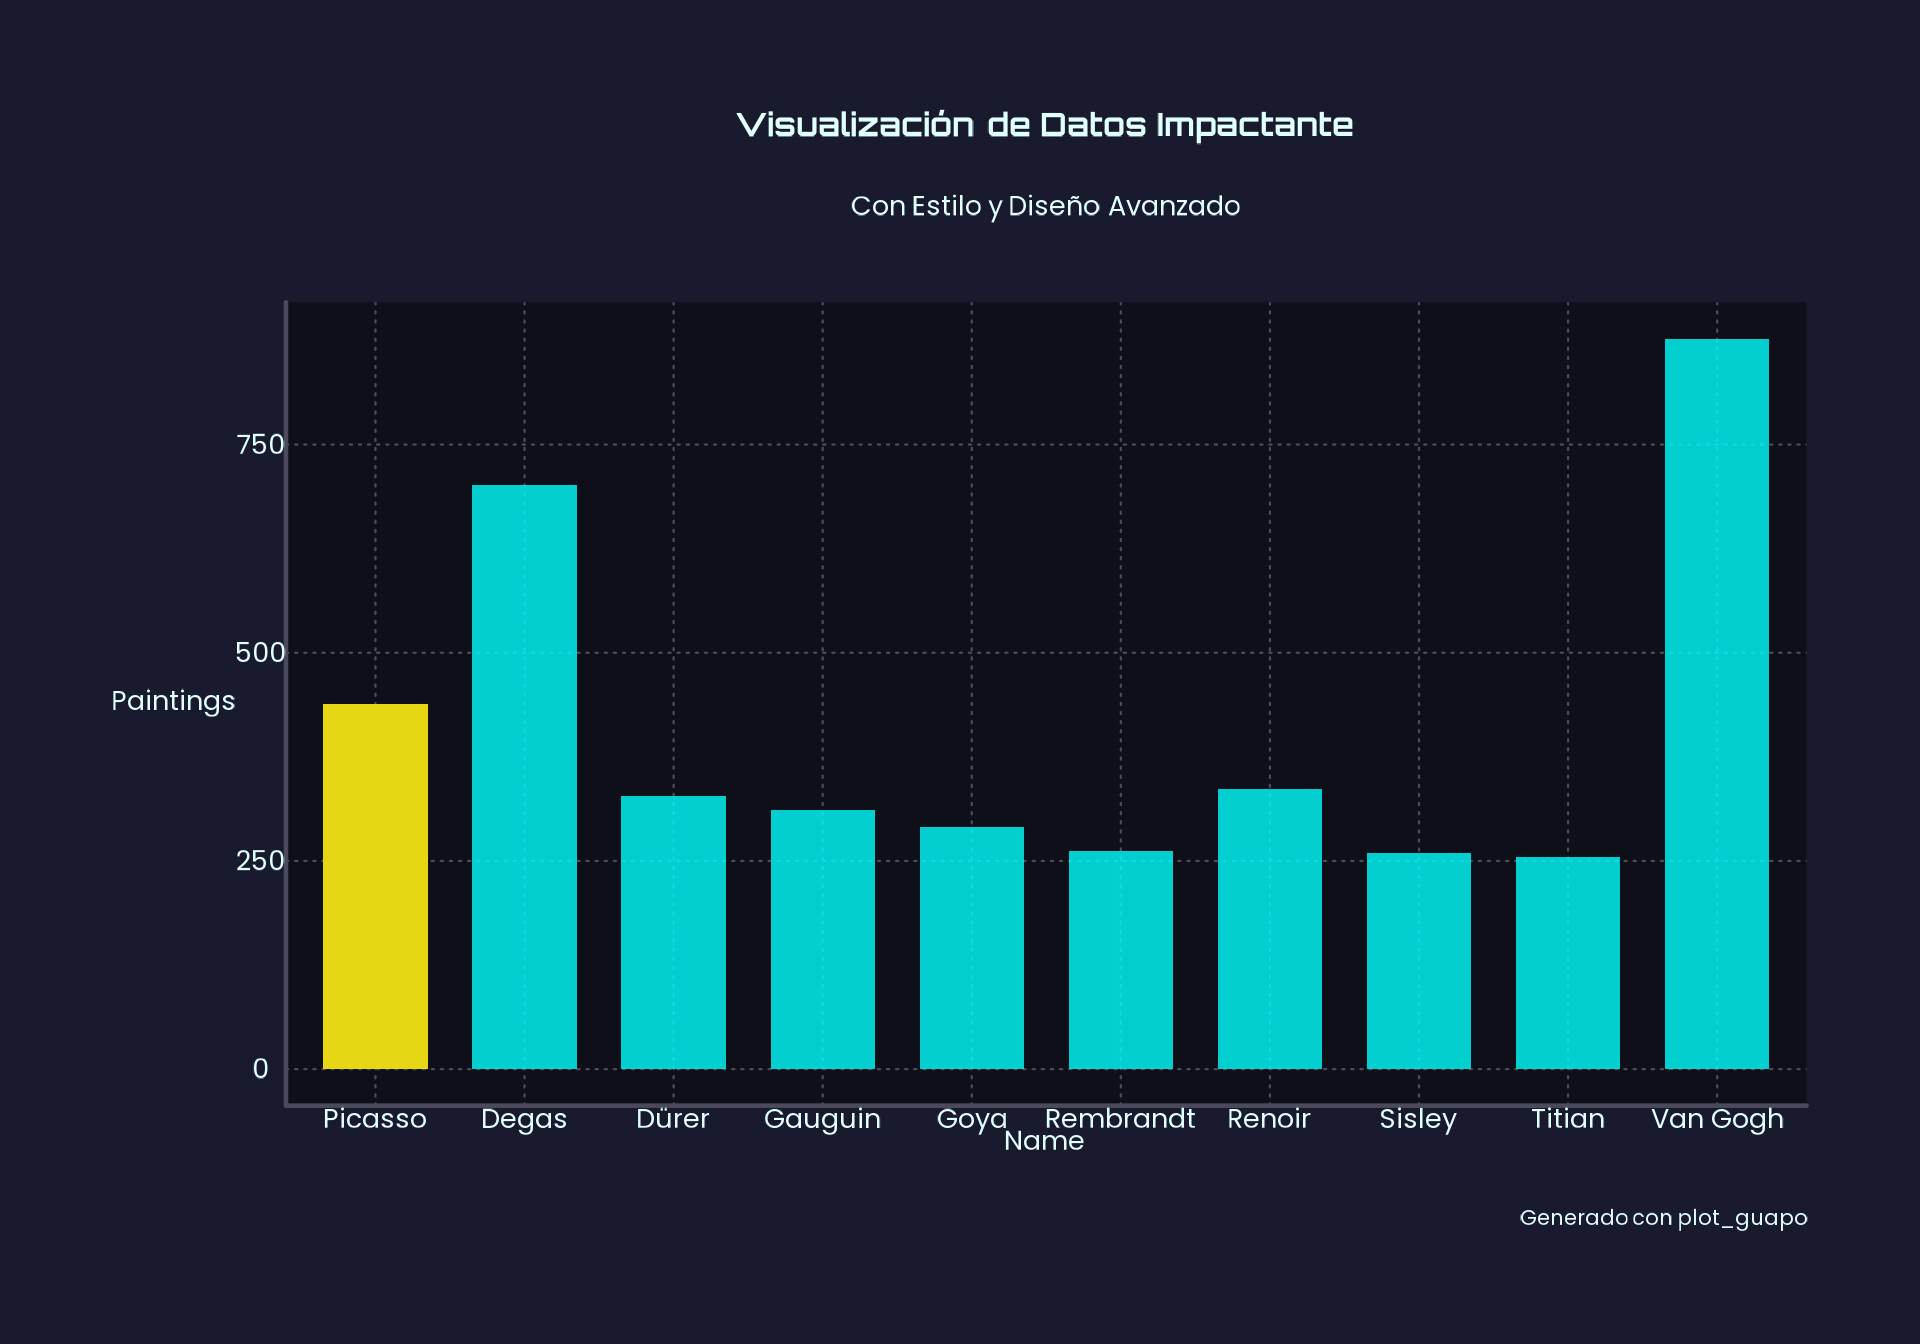 Visualización de Datos Impactante
Con Estilo y Diseño Avanzado
750
500
Paintings
250
0
Picasso Degas Dürer Gauguin Goya Rembrandt Renoir Sisley Titian Van Gogh
Name
Generado con plot_guapo